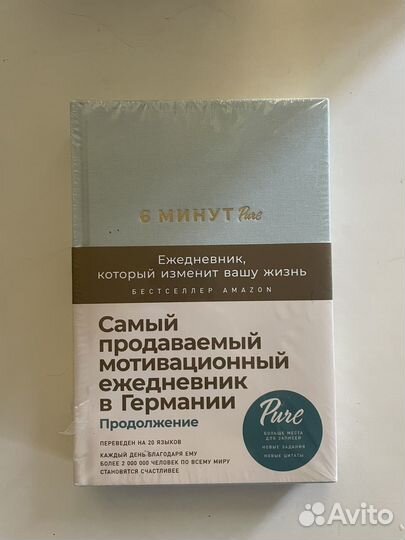 6 МИНУТ Pure
Ежедневник,
который изменит вашу жизнь
БЕСТСЕЛЛЕР AMAZON
Самый
продаваемый
мотивационный
ежедневник
в Германии
Продолжение
ПЕРЕВЕДЕН НА 20 ЯЗЫКОВ
КАЖДЫЙ ДЕНЬ БЛАГОДАРЯ ЕМУ
БОЛЕЕ 2 000 000 ЧЕЛОВЕК ПО ВСЕМУ МИРУ
СТАНОВЯТСЯ СЧАСТЛИВЕЕ
Pure
БОЛЬШЕ МЕСТА
ДЛЯ ЗАПИСЕЙ
НОВЫЕ ЗАДАНИЯ
НОВЫЕ ЦИТАТЫ
Avito